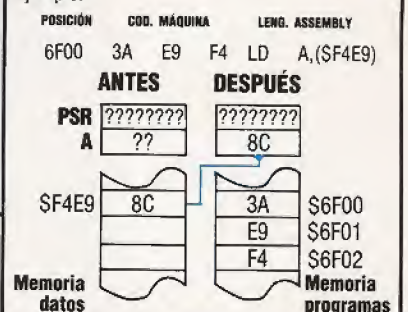 POSICIÓN COD. MÁQUINA LENG. ASSEMBLY
6F00 3A E9 F4 LD A,($F4E9)
ANTES DESPUÉS
PSR ???????? ????????
A ?? 8C
$F4E9 8C 3A $6F00
E9 $6F01
F4 $6F02
Memoria datos Memoria programas